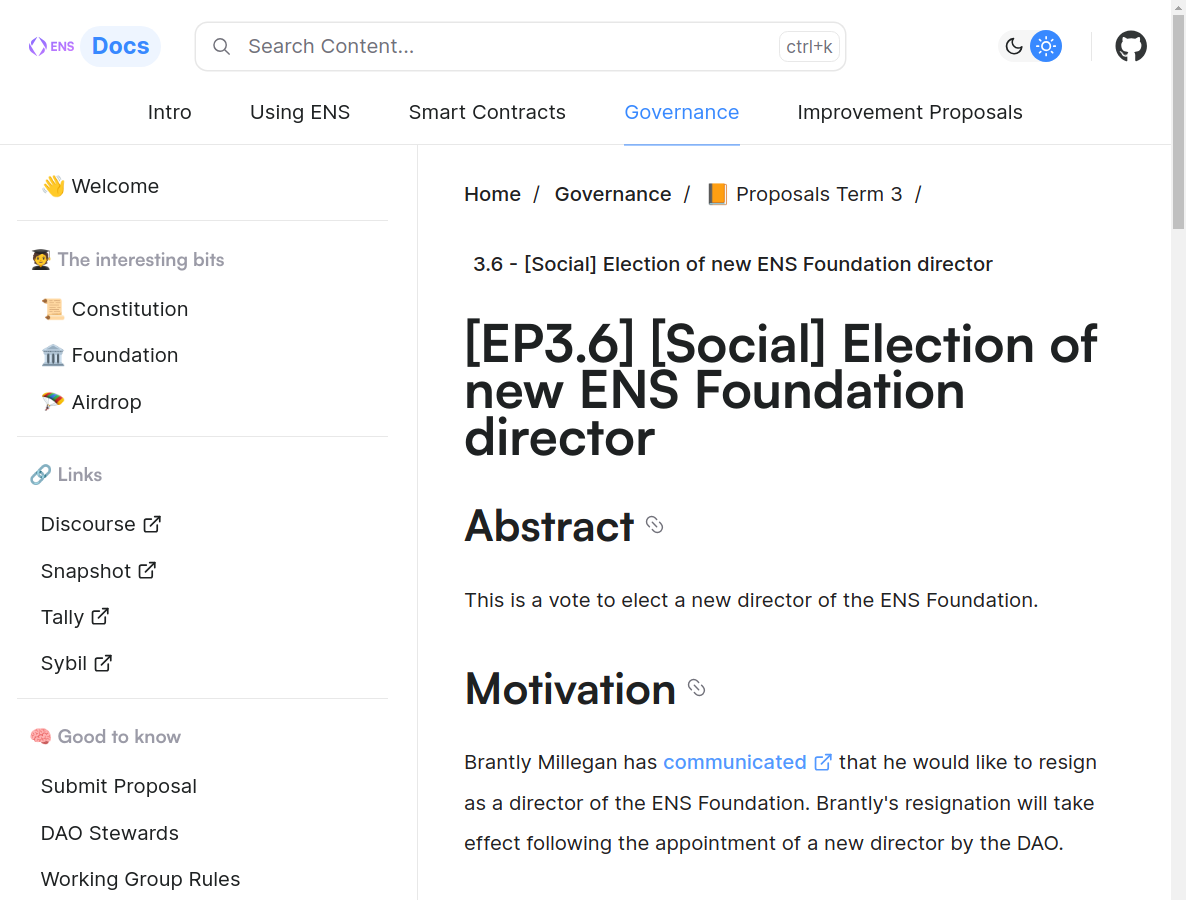 ENS Docs
Search Content...
ctrl+k
Intro
Using ENS
Smart Contracts
Governance
Improvement Proposals
👋 Welcome
🧑‍🎓 The interesting bits
📜 Constitution
🏛️ Foundation
🪂 Airdrop
🔗 Links
Discourse
Snapshot
Tally
Sybil
🧠 Good to know
Submit Proposal
DAO Stewards
Working Group Rules
Home / Governance / 📙 Proposals Term 3 /
3.6 - [Social] Election of new ENS Foundation director
[EP3.6] [Social] Election of
new ENS Foundation
director
Abstract
This is a vote to elect a new director of the ENS Foundation.
Motivation
Brantly Millegan has communicated that he would like to resign
as a director of the ENS Foundation. Brantly's resignation will take
effect following the appointment of a new director by the DAO.